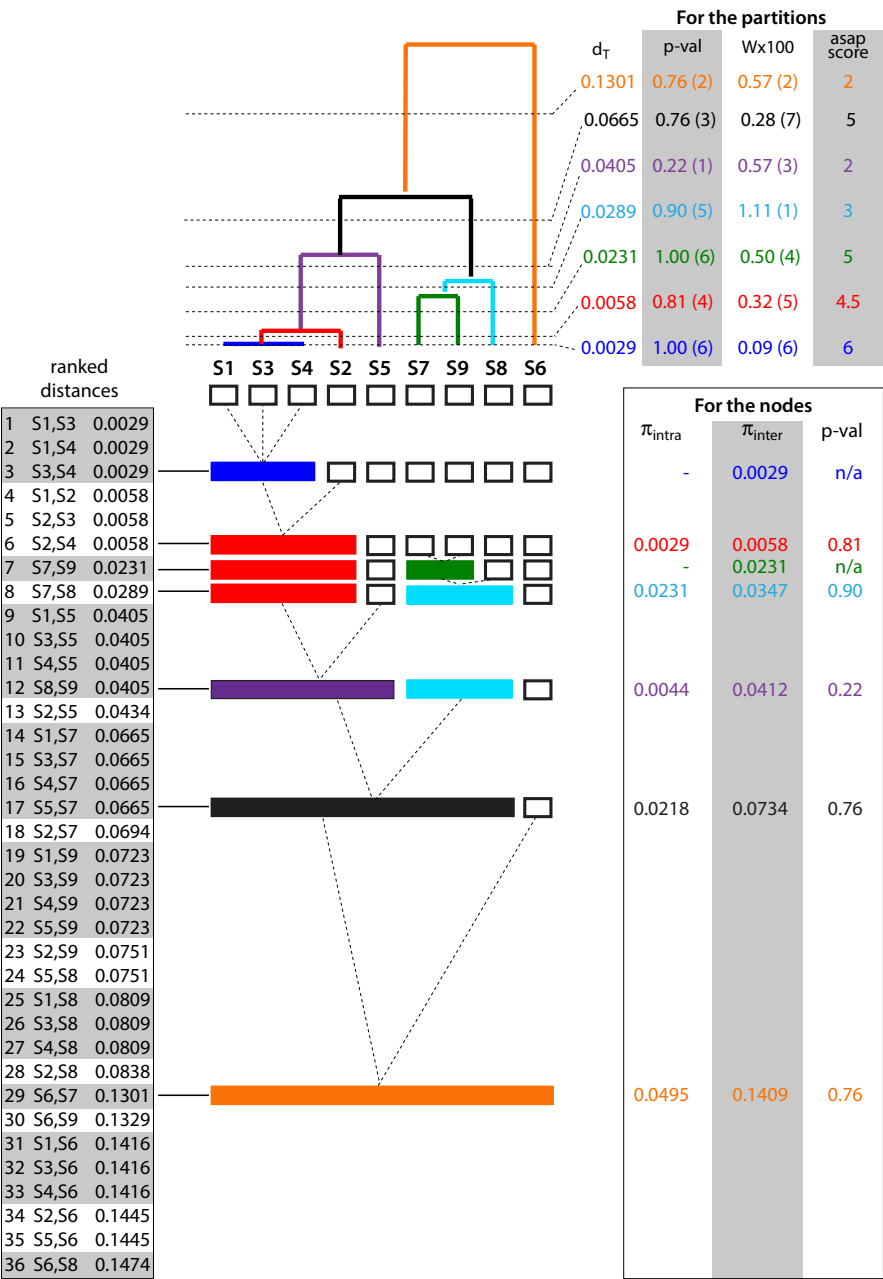 For the partitions
dT p-val Wx100 asap score
0.1301 0.76 (2) 0.57 (2) 2
0.0665 0.76 (3) 0.28 (7) 5
0.0405 0.22 (1) 0.57 (3) 2
0.0289 0.90 (5) 1.11 (1) 3
0.0231 1.00 (6) 0.50 (4) 5
0.0058 0.81 (4) 0.32 (5) 4.5
0.0029 1.00 (6) 0.09 (6) 6
S1 S3 S4 S2 S5 S7 S9 S8 S6
ranked
distances
1 S1,S3 0.0029
2 S1,S4 0.0029
3 S3,S4 0.0029
4 S1,S2 0.0058
5 S2,S3 0.0058
6 S2,S4 0.0058
7 S7,S9 0.0231
8 S7,S8 0.0289
9 S1,S5 0.0405
10 S3,S5 0.0405
11 S4,S5 0.0405
12 S8,S9 0.0405
13 S2,S5 0.0434
14 S1,S7 0.0665
15 S3,S7 0.0665
16 S4,S7 0.0665
17 S5,S7 0.0665
18 S2,S7 0.0694
19 S1,S9 0.0723
20 S3,S9 0.0723
21 S4,S9 0.0723
22 S5,S9 0.0723
23 S2,S9 0.0751
24 S5,S8 0.0751
25 S1,S8 0.0809
26 S3,S8 0.0809
27 S4,S8 0.0809
28 S2,S8 0.0838
29 S6,S7 0.1301
30 S6,S9 0.1329
31 S1,S6 0.1416
32 S3,S6 0.1416
33 S4,S6 0.1416
34 S2,S6 0.1445
35 S5,S6 0.1445
36 S6,S8 0.1474
For the nodes
πintra πinter p-val
- 0.0029 n/a
0.0029 0.0058 0.81
- 0.0231 n/a
0.0231 0.0347 0.90
0.0044 0.0412 0.22
0.0218 0.0734 0.76
0.0495 0.1409 0.76